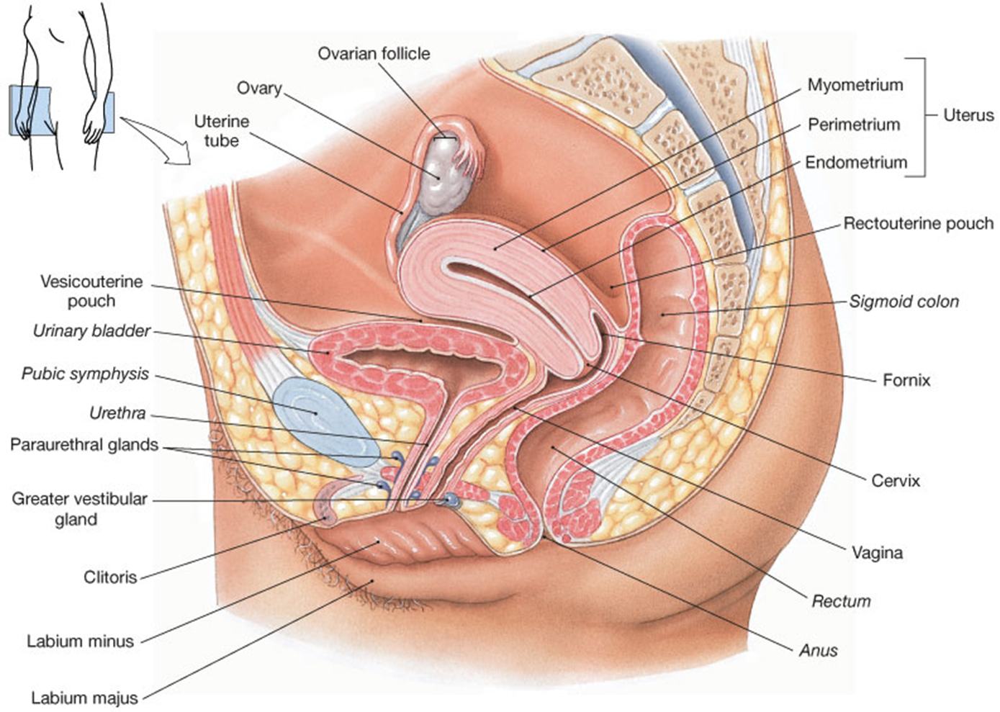 Ovarian follicle
Ovary
Uterine
tube
Myometrium
Perimetrium
Endometrium
Uterus
Rectouterine pouch
Vesicouterine
pouch
Sigmoid colon
Urinary bladder
Pubic symphysis
Fornix
Urethra
Paraurethral glands
Cervix
Greater vestibular
gland
Vagina
Clitoris
Rectum
Labium minus
Anus
Labium majus